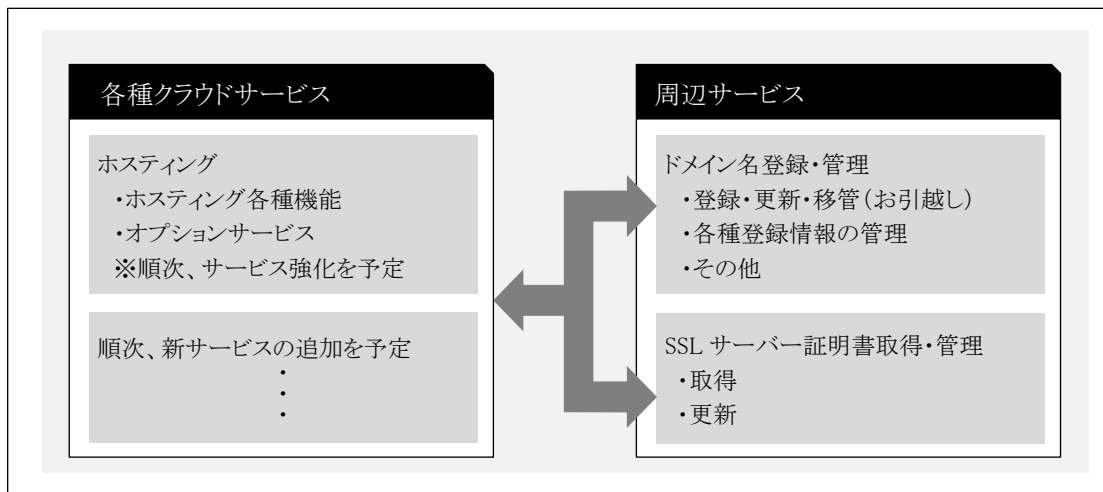 各種クラウドサービス
ホスティング
・ホスティング各種機能
・オプションサービス
※順次、サービス強化を予定
順次、新サービスの追加を予定
・
・
・
周辺サービス
ドメイン名登録・管理
・登録・更新・移管(お引越し)
・各種登録情報の管理
・その他
SSL サーバー証明書取得・管理
・取得
・更新